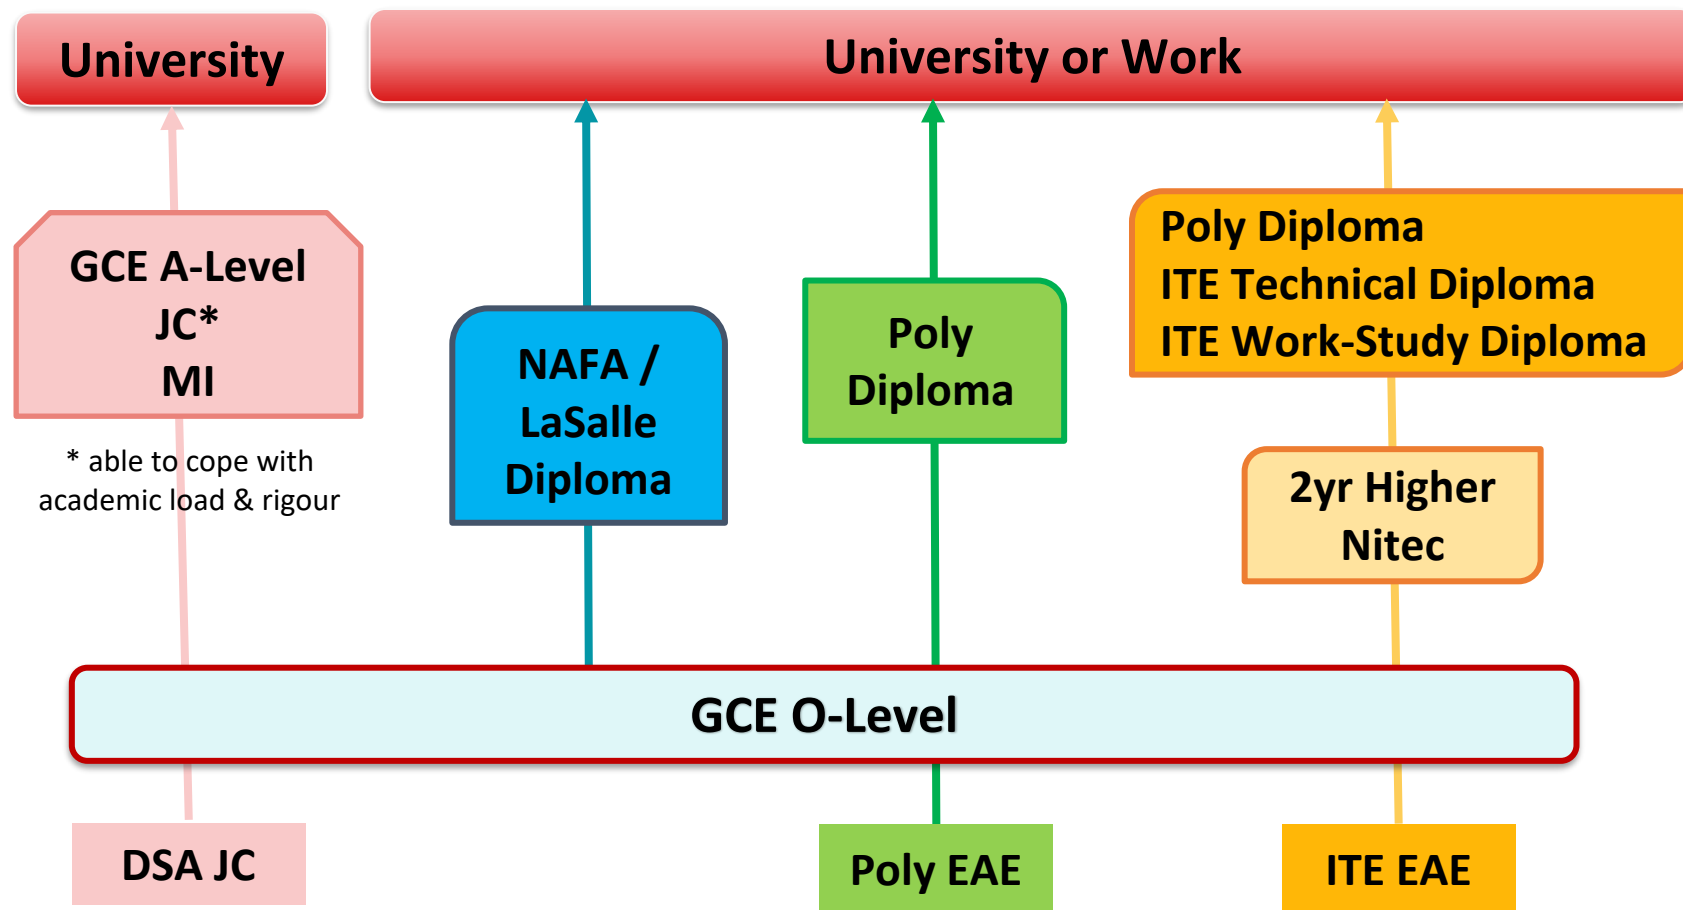 University
University or Work
GCE A-Level
JC*
MI
* able to cope with
academic load & rigour
NAFA /
LaSalle
Diploma
Poly
Diploma
Poly Diploma
ITE Technical Diploma
ITE Work-Study Diploma
2yr Higher
Nitec
GCE O-Level
DSA JC
Poly EAE
ITE EAE